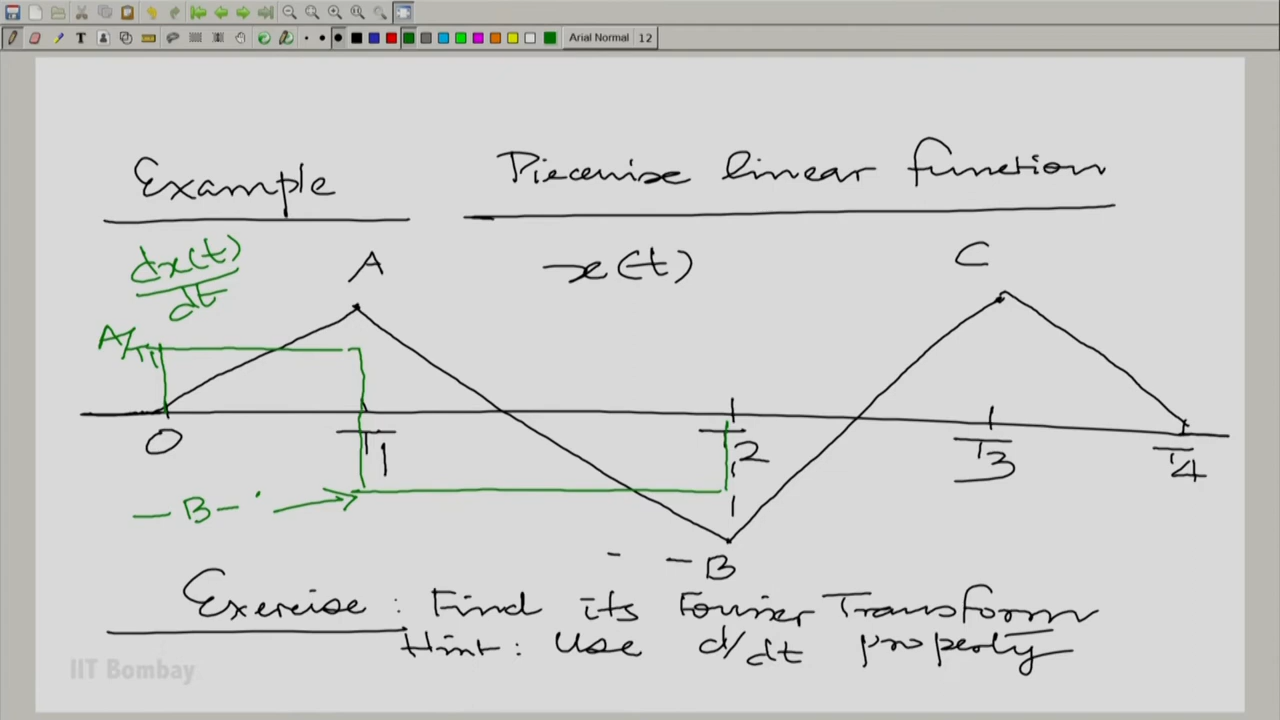 Arial Normal 12
Example Piecewise linear function
dx(t)/dt A x(t) C
A/T1
0 T1 T2 T3 T4
-B-
-B
Exercise: Find its Fourier Transform
Hint: Use d/dt property
IIT Bombay